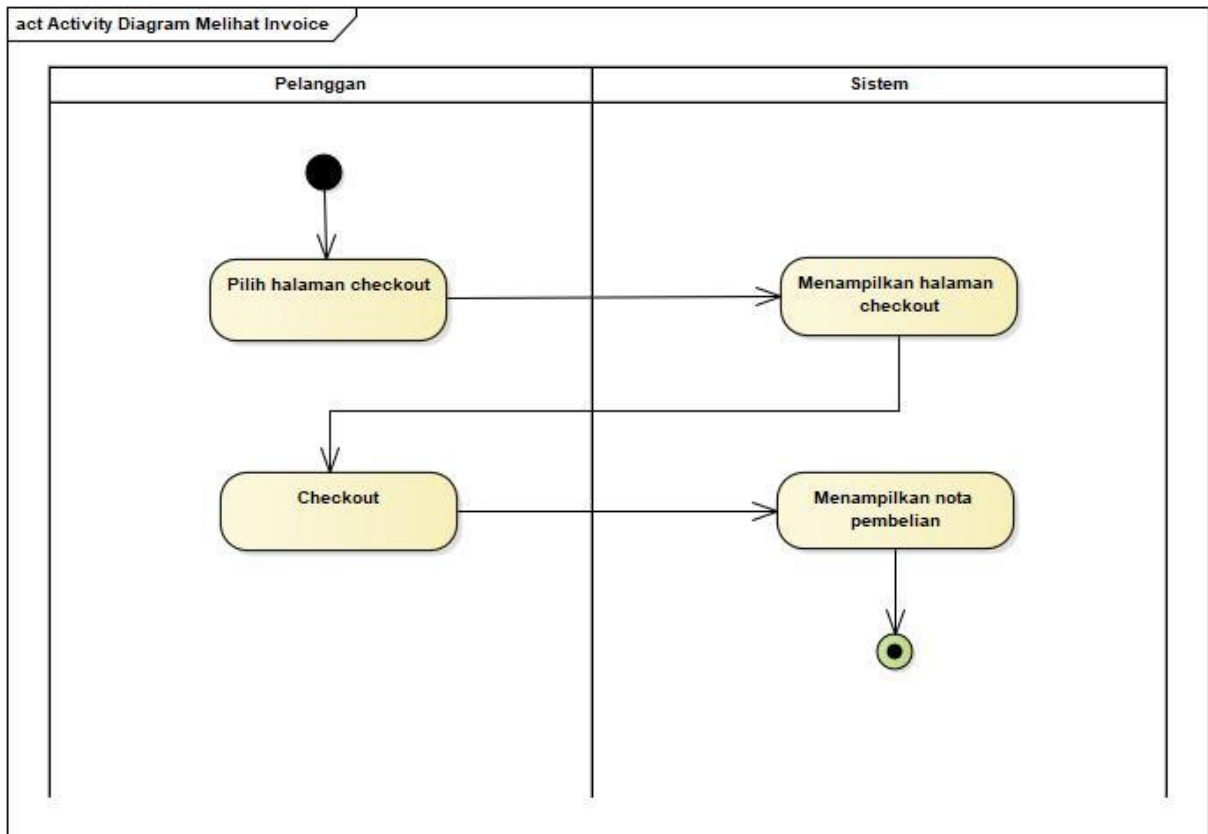 act Activity Diagram Melihat Invoice
Pelanggan
Sistem
Pilih halaman checkout
Menampilkan halaman
checkout
Checkout
Menampilkan nota
pembelian